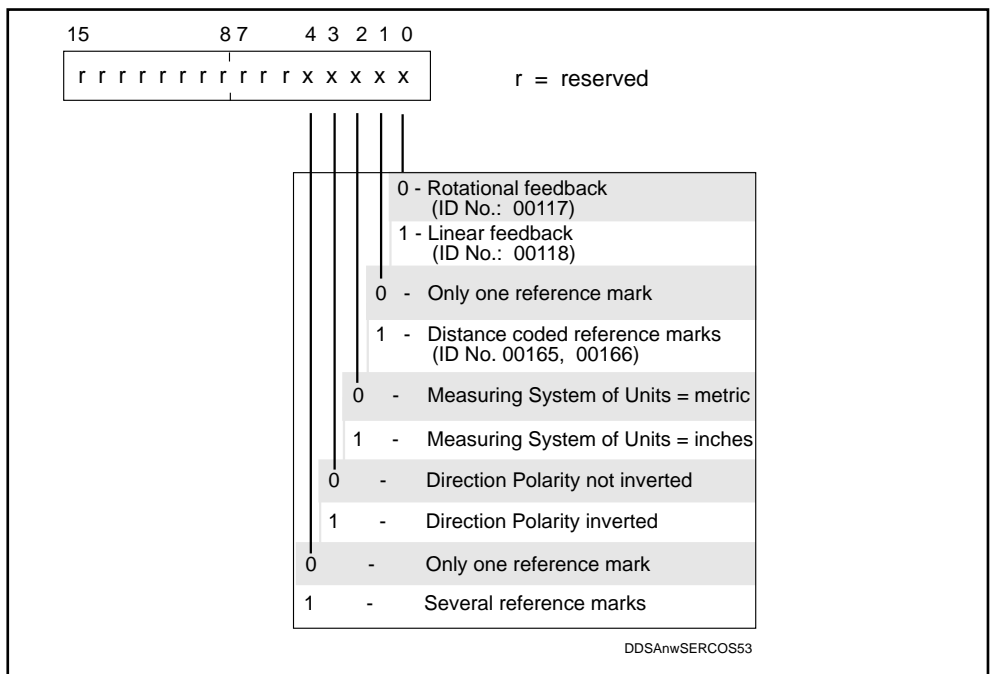 15 8 7 4 3 2 1 0
r r r r r r r r r r r x x x x x
r = reserved
0 - Rotational feedback
(ID No.: 00117)
1 - Linear feedback
(ID No.: 00118)
0 - Only one reference mark
1 - Distance coded reference marks
(ID No. 00165, 00166)
0 - Measuring System of Units = metric
1 - Measuring System of Units = inches
0 - Direction Polarity not inverted
1 - Direction Polarity inverted
0 - Only one reference mark
1 - Several reference marks
DDSAnwSERCOS53